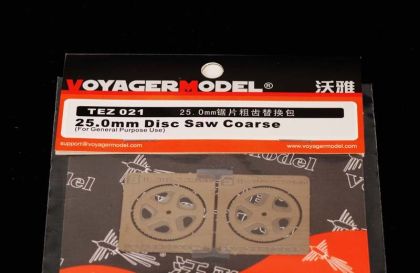 VOYAGERMODEL® 沃雅
TEZ 021 25.0mm锯片粗齿替换包
25.0mm Disc Saw Coarse
(For General Purpose Use)
support@voyagermodel.com www.voyagermodel.com
Model